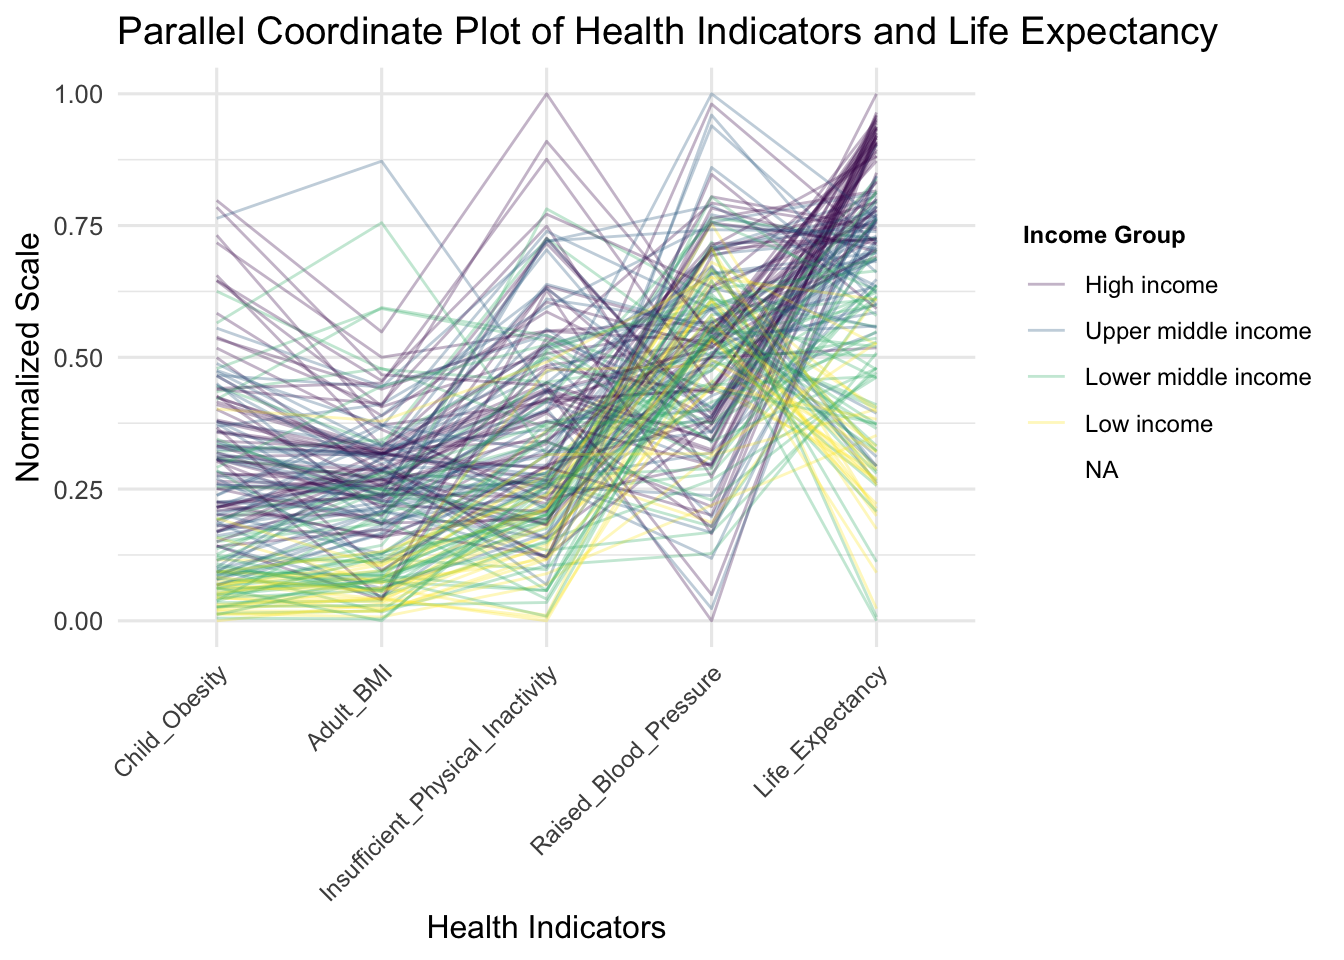 Parallel Coordinate Plot of Health Indicators and Life Expectancy
Normalized Scale
1.00
0.75
0.50
0.25
0.00
Child_Obesity
Adult_BMI
Insufficient_Physical_Inactivity
Raised_Blood_Pressure
Life_Expectancy
Health Indicators
Income Group
High income
Upper middle income
Lower middle income
Low income
NA